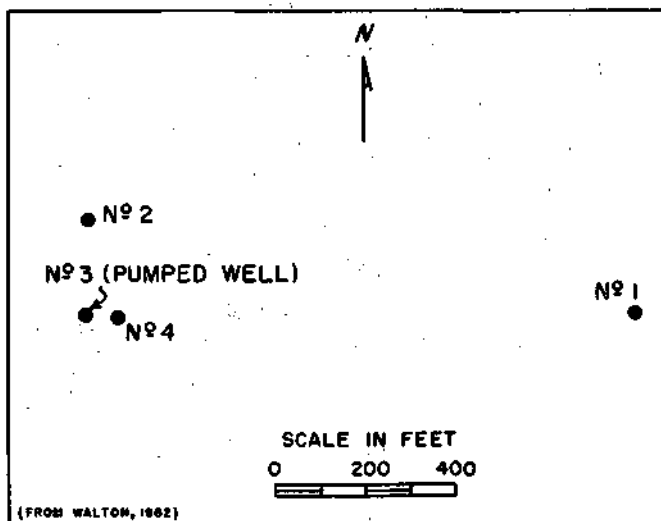 N
Nº 2
Nº 3 (PUMPED WELL)
Nº 1
Nº 4
SCALE IN FEET
0 200 400
(FROM WALTON, 1962)